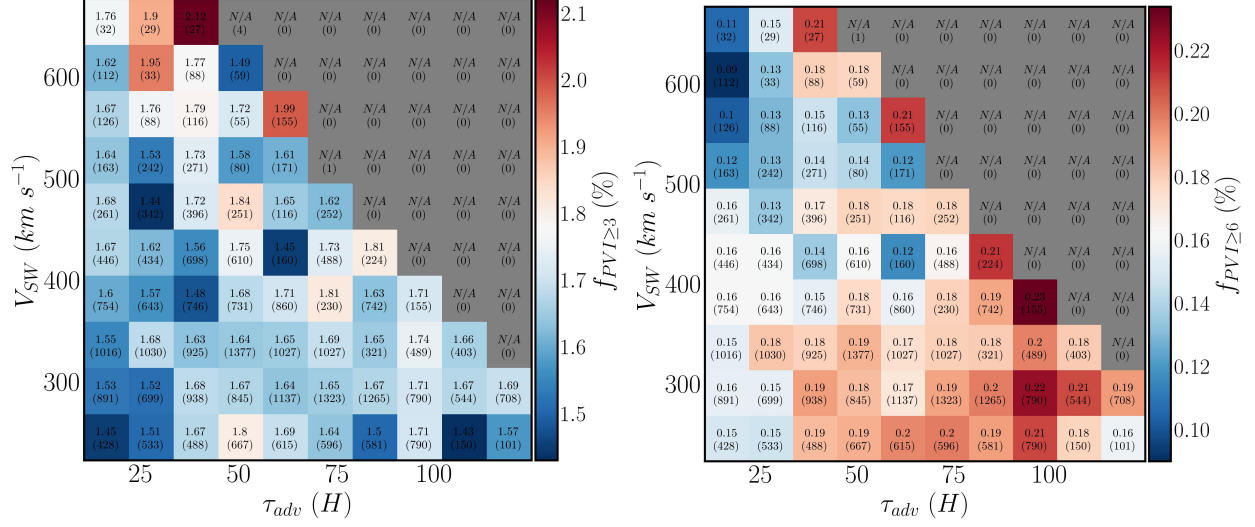 1.76 1.9 2.12 N/A N/A N/A N/A N/A N/A N/A
(32) (29) (27) (4) (0) (0) (0) (0) (0) (0)
1.62 1.95 1.77 1.49 N/A N/A N/A N/A N/A N/A
(112) (33) (88) (59) (0) (0) (0) (0) (0) (0)
1.67 1.76 1.79 1.72 1.99 N/A N/A N/A N/A N/A
(126) (88) (116) (55) (155) (0) (0) (0) (0) (0)
1.64 1.53 1.73 1.58 1.61 N/A N/A N/A N/A N/A
(163) (242) (271) (80) (171) (1) (0) (0) (0) (0)
1.68 1.44 1.72 1.84 1.65 1.62 N/A N/A N/A N/A
(261) (342) (396) (251) (116) (252) (0) (0) (0) (0)
1.67 1.62 1.56 1.75 1.45 1.73 1.81 N/A N/A N/A
(446) (434) (698) (610) (160) (488) (224) (0) (0) (0)
1.6 1.57 1.48 1.68 1.71 1.81 1.63 1.71 N/A N/A
(754) (643) (746) (731) (860) (230) (742) (155) (0) (0)
1.55 1.68 1.63 1.64 1.65 1.69 1.65 1.74 1.66 N/A
(1016) (1030) (925) (1377) (1027) (1027) (321) (489) (403) (0)
1.53 1.52 1.68 1.67 1.64 1.65 1.67 1.71 1.67 1.69
(891) (699) (938) (845) (1137) (1323) (1265) (790) (544) (708)
1.45 1.51 1.67 1.8 1.69 1.64 1.5 1.71 1.43 1.57
(428) (533) (488) (667) (615) (596) (581) (790) (150) (101)
600
500
400
300
V_SW (km s⁻¹)
25 50 75 100
τ_adv (H)
2.1
2.0
1.9
1.8
1.7
1.6
1.5
f_PVI≥3 (%)
0.11 0.15 0.21 N/A N/A N/A N/A N/A N/A N/A
(32) (29) (27) (1) (0) (0) (0) (0) (0) (0)
0.09 0.13 0.18 0.18 N/A N/A N/A N/A N/A N/A
(112) (33) (88) (59) (0) (0) (0) (0) (0) (0)
0.1 0.13 0.15 0.13 0.21 N/A N/A N/A N/A N/A
(126) (88) (116) (55) (155) (0) (0) (0) (0) (0)
0.12 0.13 0.14 0.14 0.12 N/A N/A N/A N/A N/A
(163) (242) (271) (80) (171) (0) (0) (0) (0) (0)
0.16 0.13 0.17 0.18 0.18 0.18 N/A N/A N/A N/A
(261) (342) (396) (251) (116) (252) (0) (0) (0) (0)
0.16 0.16 0.14 0.16 0.12 0.16 0.21 N/A N/A N/A
(446) (434) (698) (610) (160) (488) (224) (0) (0) (0)
0.16 0.16 0.15 0.18 0.16 0.18 0.19 0.23 N/A N/A
(754) (643) (746) (731) (860) (230) (742) (155) (0) (0)
0.15 0.18 0.18 0.19 0.17 0.18 0.18 0.2 0.18 N/A
(1016) (1030) (925) (1377) (1027) (1027) (321) (489) (403) (0)
0.16 0.15 0.19 0.18 0.17 0.19 0.2 0.22 0.21 0.19
(891) (699) (938) (845) (1137) (1323) (1265) (790) (544) (708)
0.15 0.15 0.19 0.19 0.2 0.2 0.19 0.21 0.18 0.16
(428) (533) (488) (667) (615) (596) (581) (790) (150) (101)
600
500
400
300
V_SW (km s⁻¹)
25 50 75 100
τ_adv (H)
0.22
0.20
0.18
0.16
0.14
0.12
0.10
f_PVI≥6 (%)